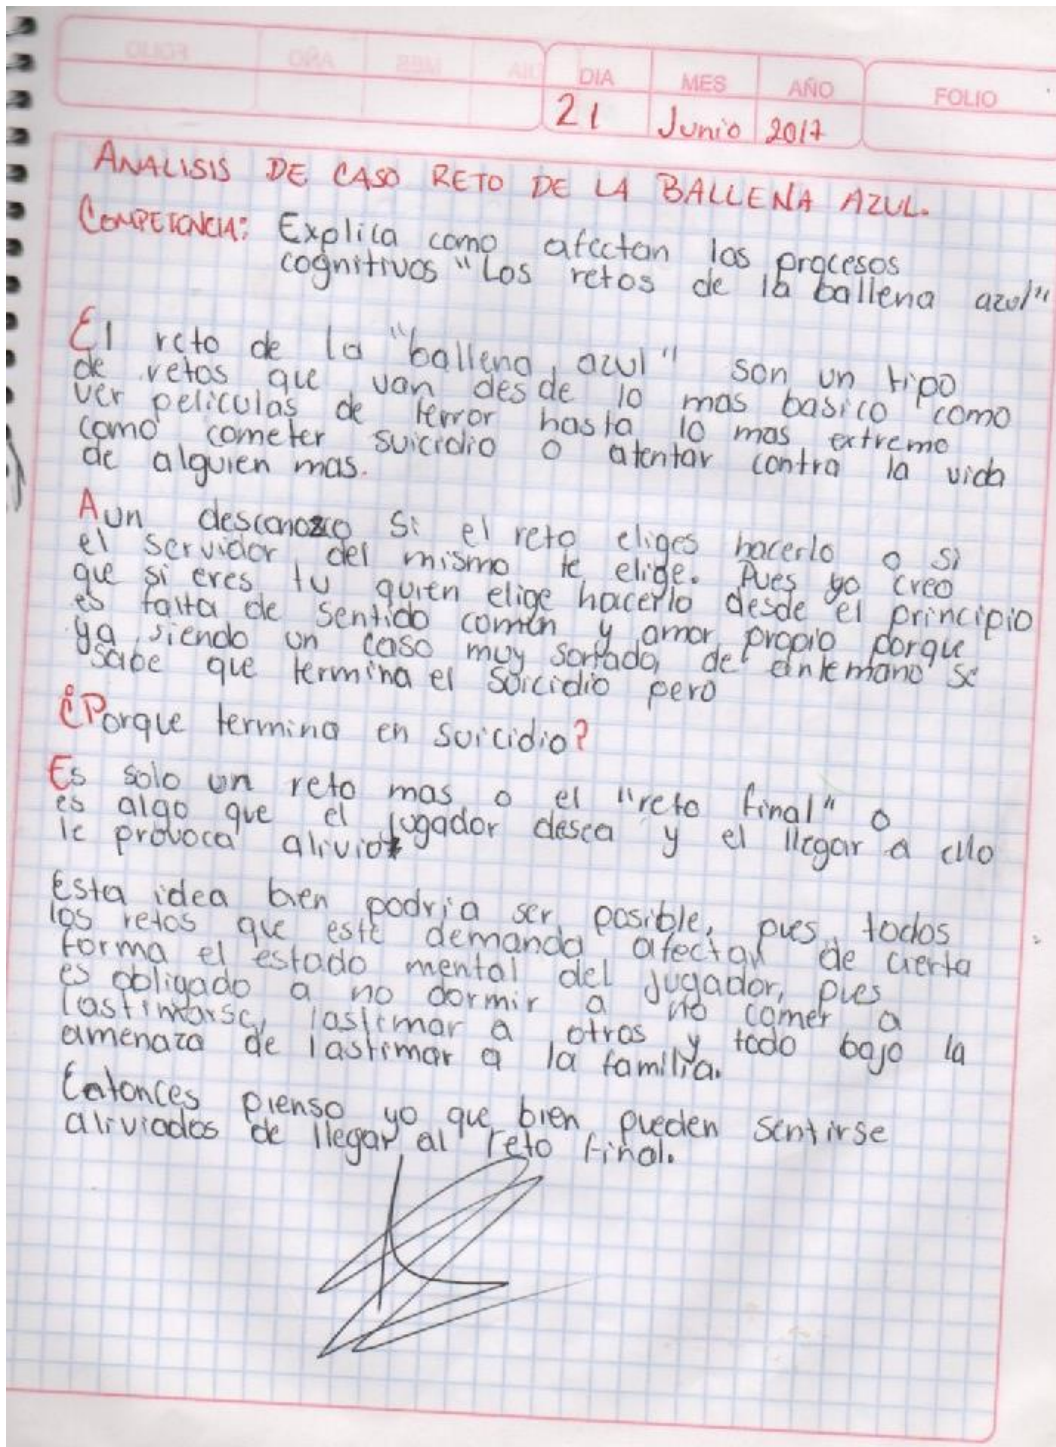 DIA MES AÑO FOLIO
21 Junio 2017
ANALISIS DE CASO RETO DE LA BALLENA AZUL.
COMPETENCIA: Explica como afectan los procesos
cognitivos "Los retos de la ballena azul"
El reto de la "ballena azul" son un tipo
de retos que van desde lo mas basico como
ver peliculas de terror hasta lo mas extremo
como cometer suicidio o atentar contra la vida
de alguien mas.
Aun desconozco si el reto eliges hacerlo o si
el servidor del mismo te elige. Pues yo creo
que si eres tu quien elige hacerlo desde el principio
es falta de sentido común y amor propio porque
ya siendo un caso muy sonado, de antemano se
sabe que termina el soicidio pero
¿Porque termina en suicidio?
Es solo un reto mas o el "reto final" o
es algo que el jugador desea y el llegar a ello
le provoca alivio
Esta idea bien podria ser posible, pues todos
los retos que este demanda afectan de cierta
forma el estado mental del jugador, pues
es obligado a no dormir a no comer a
lastimarse, lastimar a otros y todo bajo la
amenaza de lastimar a la familia.
Entonces pienso yo que bien pueden sentirse
aliviados de llegar al reto final.